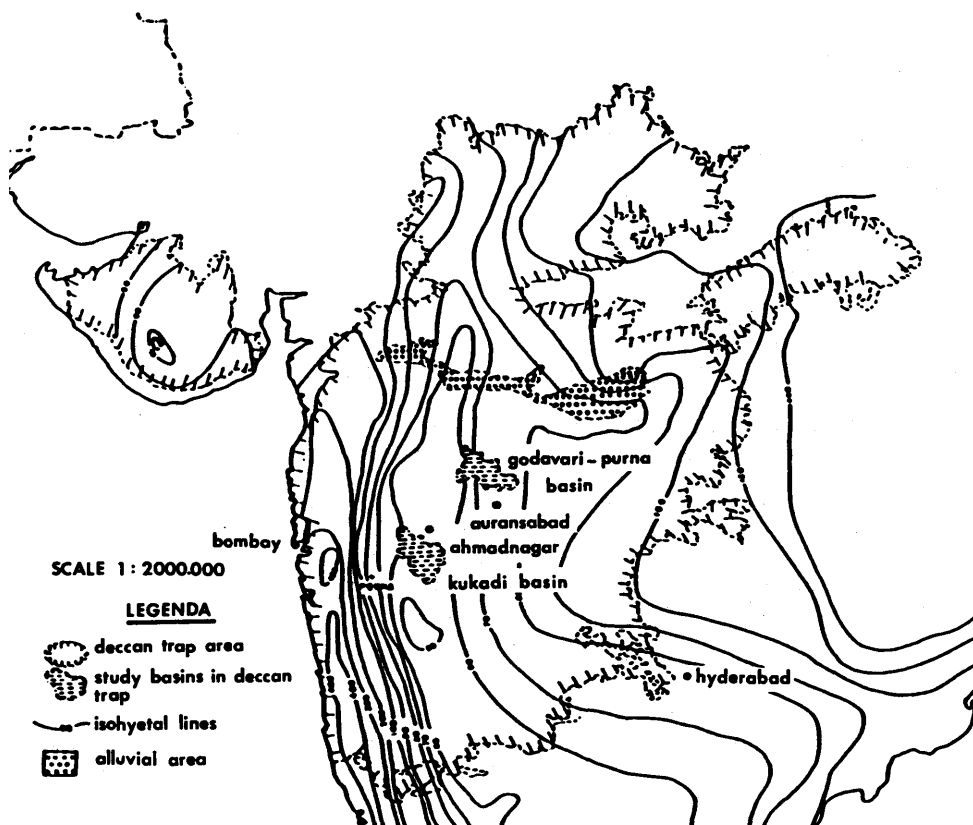 godavari-purna
basin
auransabad
bombay
ahmadnagar
SCALE 1: 2000.000
kukadi basin
LEGENDA
deccan trap area
study basins in deccan
trap
hyderabad
isohyetal lines
alluvial area